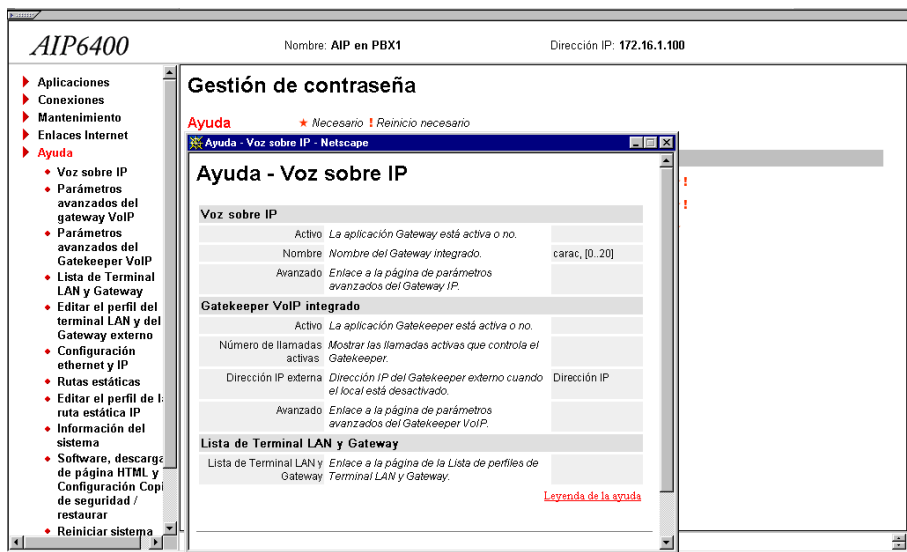 AIP6400
Nombre: AIP en PBX1
Dirección IP: 172.16.1.100
Aplicaciones
Conexiones
Mantenimiento
Enlaces Internet
Ayuda
Voz sobre IP
Parámetros
avanzados del
gateway VoIP
Parámetros
avanzados del
Gatekeeper VoIP
Lista de Terminal
LAN y Gateway
Editar el perfil del
terminal LAN y del
Gateway externo
Configuración
ethernet y IP
Rutas estáticas
Editar el perfil de l
ruta estática IP
Información del
sistema
Software, descarga
de página HTML y
Configuración Copi
de seguridad /
restaurar
Reiniciar sistema
Gestión de contraseña
Ayuda
★ Necesario ! Reinicio necesario
!
!
Ayuda - Voz sobre IP - Netscape
Ayuda - Voz sobre IP
Voz sobre IP
Activo La aplicación Gateway está activa o no.
Nombre Nombre del Gateway integrado. carac, [0..20]
Avanzado Enlace a la página de parámetros
avanzados del Gateway IP.
Gatekeeper VoIP integrado
Activo La aplicación Gatekeeper está activa o no.
Número de llamadas Mostrar las llamadas activas que controla el
activas Gatekeeper.
Dirección IP externa Dirección IP del Gatekeeper externo cuando Dirección IP
el local está desactivado.
Avanzado Enlace a la página de parámetros
avanzados del Gatekeeper VoIP.
Lista de Terminal LAN y Gateway
Lista de Terminal LAN y Enlace a la página de la Lista de perfiles de
Gateway Terminal LAN y Gateway.
Leyenda de la ayuda